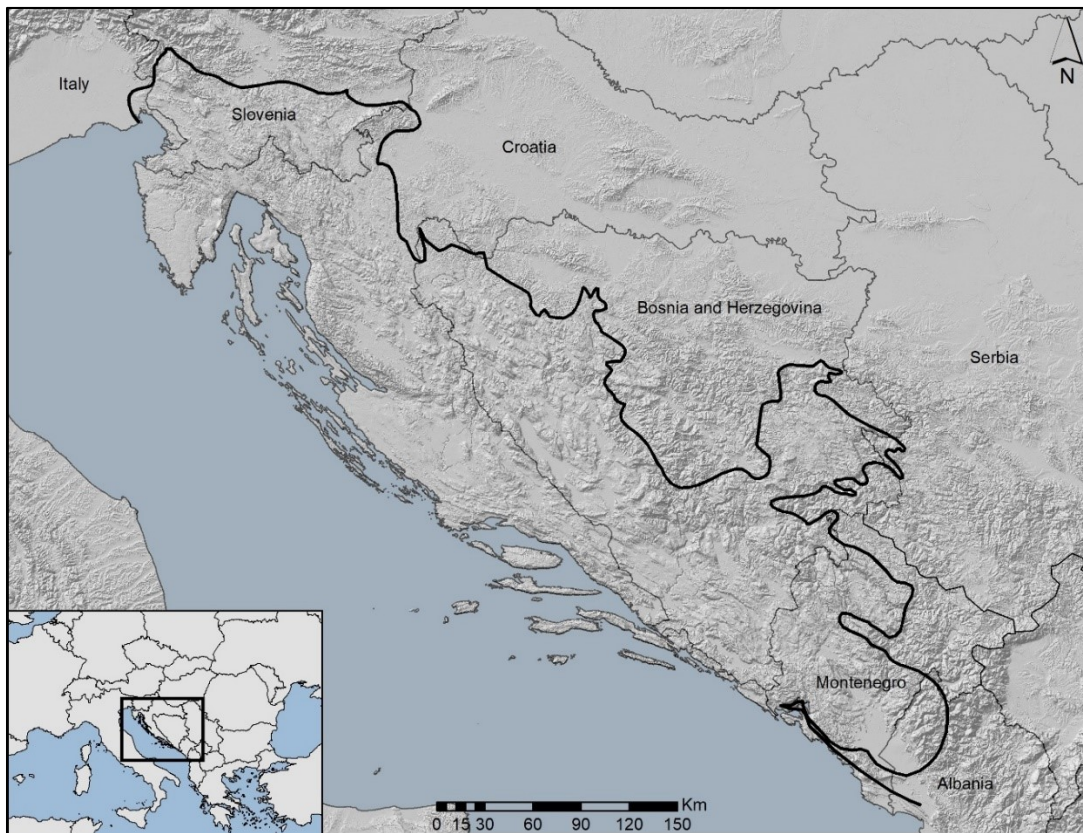 N
Italy
Slovenia
Croatia
Bosnia and Herzegovina
Serbia
Montenegro
Albania
Km
0 15 30 60 90 120 150